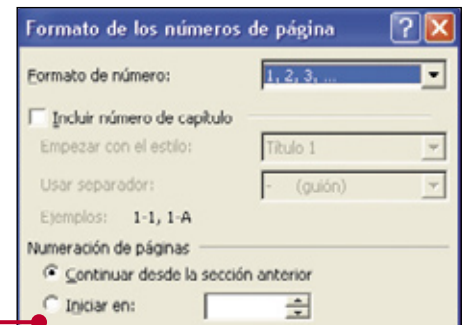 Formato de los números de página
Formato de número: 1, 2, 3, ...
Incluir número de capítulo
Empezar con el estilo: Título 1
Usar separador: - (guión)
Ejemplos: 1-1, 1-A
Numeración de páginas
Continuar desde la sección anterior
Iniciar en: